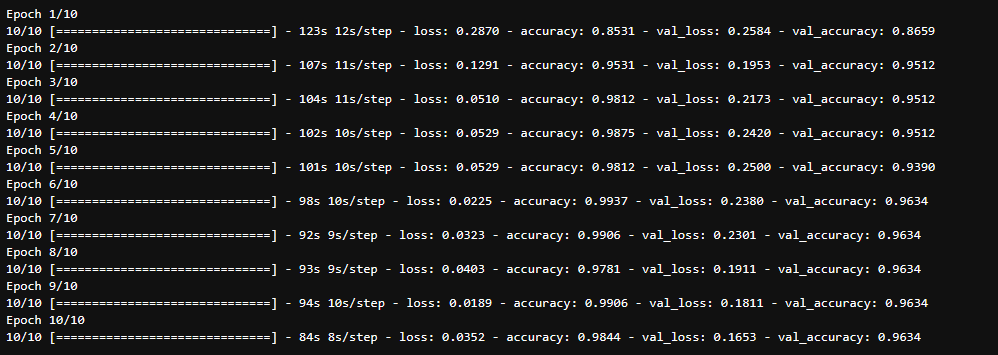 Epoch 1/10
10/10 [==============================] - 123s 12s/step - loss: 0.2870 - accuracy: 0.8531 - val_loss: 0.2584 - val_accuracy: 0.8659
Epoch 2/10
10/10 [==============================] - 107s 11s/step - loss: 0.1291 - accuracy: 0.9531 - val_loss: 0.1953 - val_accuracy: 0.9512
Epoch 3/10
10/10 [==============================] - 104s 11s/step - loss: 0.0510 - accuracy: 0.9812 - val_loss: 0.2173 - val_accuracy: 0.9512
Epoch 4/10
10/10 [==============================] - 102s 10s/step - loss: 0.0529 - accuracy: 0.9875 - val_loss: 0.2420 - val_accuracy: 0.9512
Epoch 5/10
10/10 [==============================] - 101s 10s/step - loss: 0.0529 - accuracy: 0.9812 - val_loss: 0.2500 - val_accuracy: 0.9390
Epoch 6/10
10/10 [==============================] - 98s 10s/step - loss: 0.0225 - accuracy: 0.9937 - val_loss: 0.2380 - val_accuracy: 0.9634
Epoch 7/10
10/10 [==============================] - 92s 9s/step - loss: 0.0323 - accuracy: 0.9906 - val_loss: 0.2301 - val_accuracy: 0.9634
Epoch 8/10
10/10 [==============================] - 93s 9s/step - loss: 0.0403 - accuracy: 0.9781 - val_loss: 0.1911 - val_accuracy: 0.9634
Epoch 9/10
10/10 [==============================] - 94s 10s/step - loss: 0.0189 - accuracy: 0.9906 - val_loss: 0.1811 - val_accuracy: 0.9634
Epoch 10/10
10/10 [==============================] - 84s 8s/step - loss: 0.0352 - accuracy: 0.9844 - val_loss: 0.1653 - val_accuracy: 0.9634